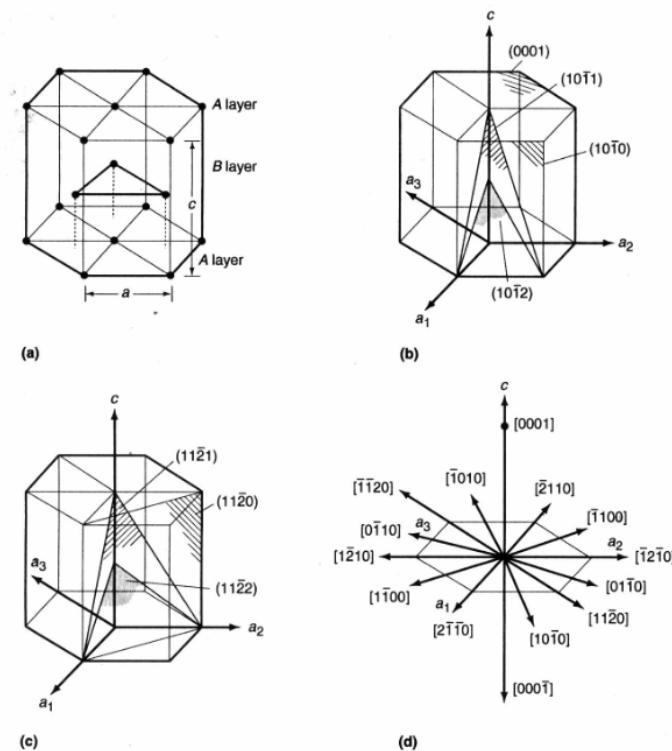 c
(0001)
(101̄1)
A layer
B layer
c
(101̄0)
a3
a2
A layer
a
(101̄2)
a1
(a)
(b)
c
c
[0001]
(112̄1)
(112̄0)
[1̄1̄20]
[1̄010]
[2̄110]
[01̄10]
a3
[1̄100]
a3
(112̄2)
[12̄10]
a2
[1̄21̄0]
a2
[11̄00]
a1
[011̄0]
[21̄1̄0]
[101̄0]
[112̄0]
a1
[0001̄]
(c)
(d)